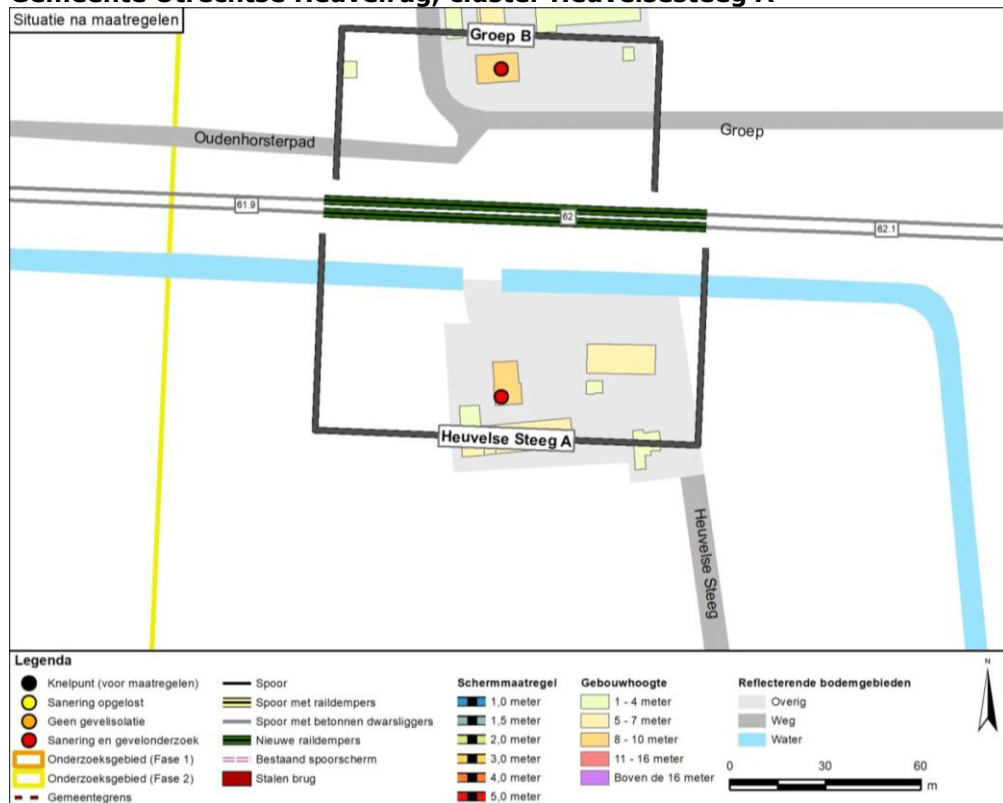 Gemeente Utrechtse Heuvelrug, cluster Heuvelsesteeg A
Situatie na maatregelen
Groep B
Oudenhorsterpad
Groep
61.9
62
62.1
Heuvelse Steeg A
Heuvelse Steeg
Legenda
Knelpunt (voor maatregelen)
Sanering opgelost
Geen gevelisolatie
Sanering en gevelonderzoek
Onderzoeksgebied (Fase 1)
Onderzoeksgebied (Fase 2)
Gemeentegrens
Spoor
Spoor met raildempers
Spoor met betonnen dwarsliggers
Nieuwe raildempers
Bestaand spoorscherm
Stalen brug
Schermmaatregel
1,0 meter
1,5 meter
2,0 meter
3,0 meter
4,0 meter
5,0 meter
Gebouwhoogte
1 - 4 meter
5 - 7 meter
8 - 10 meter
11 - 16 meter
Boven de 16 meter
Reflecterende bodemgebieden
Overig
Weg
Water
N
0 30 60
m